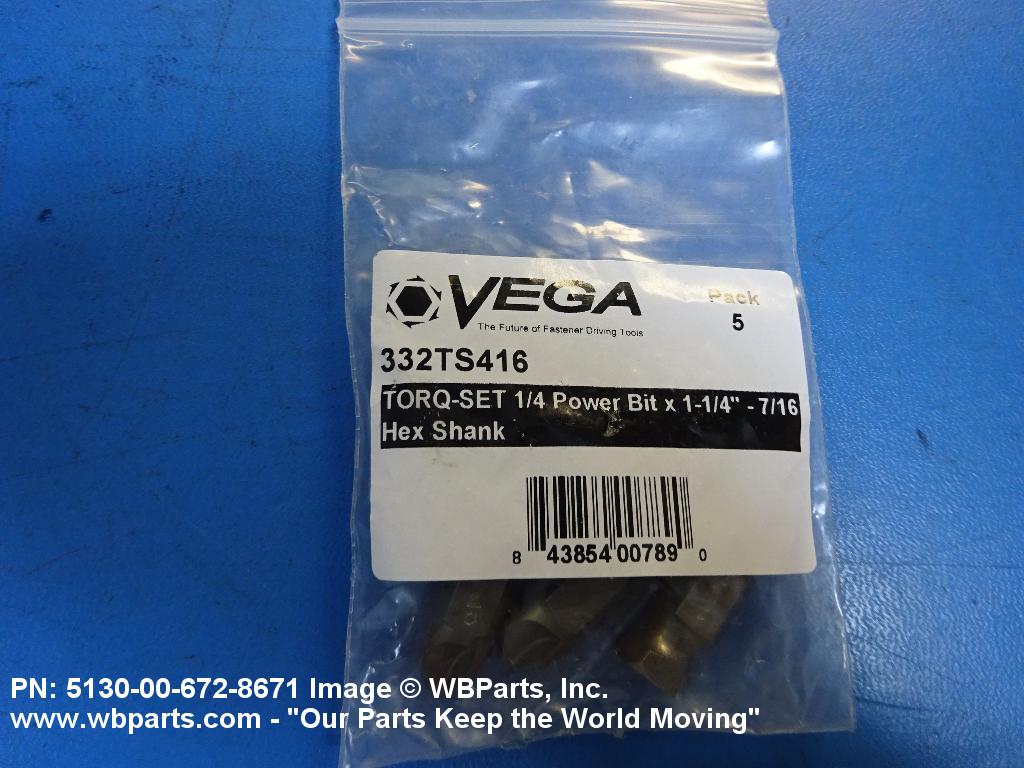 VEGA
The Future of Fastener Driving Tools
Pack
5
332TS416
TORQ-SET 1/4 Power Bit x 1-1/4" - 7/16
Hex Shank
8 43854 00789 0
PN: 5130-00-672-8671 Image © WBParts, Inc.
www.wbparts.com - "Our Parts Keep the World Moving"